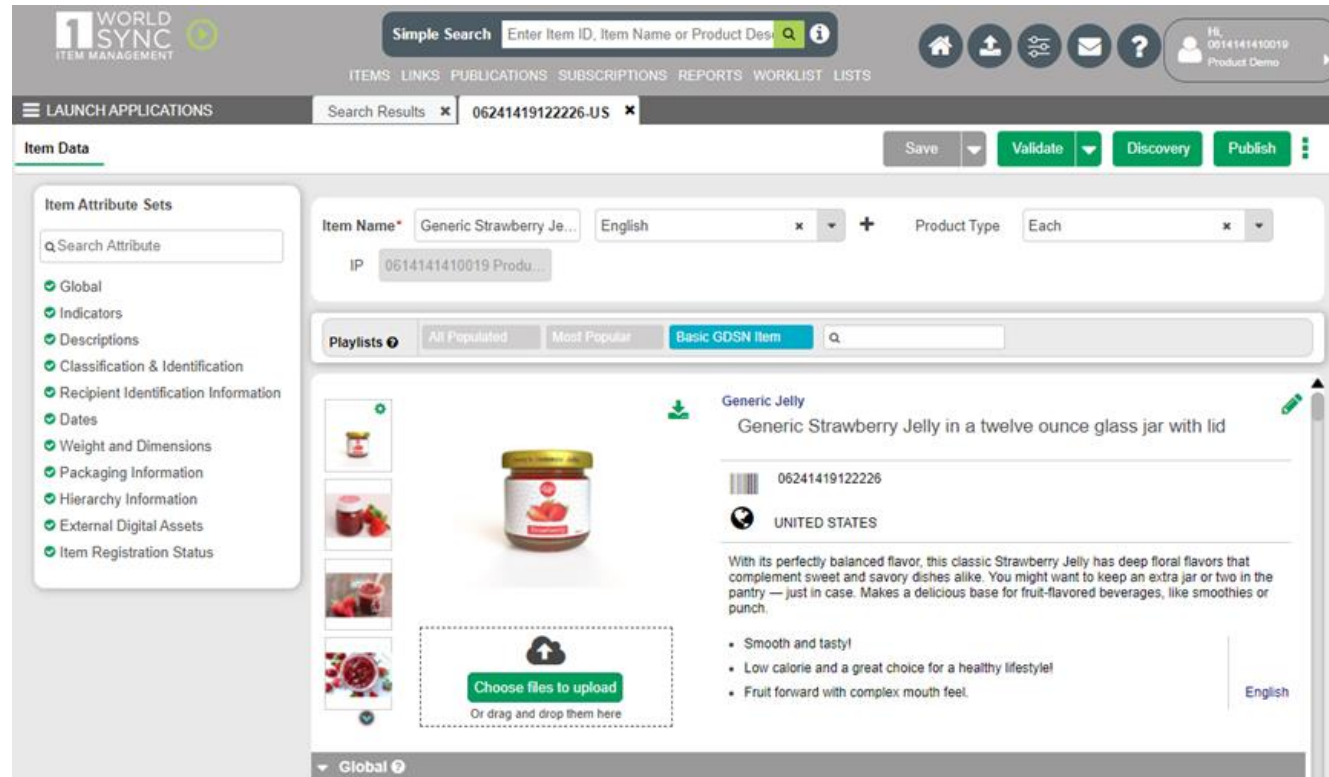 1 WORLD
SYNC
ITEM MANAGEMENT
Simple Search Enter Item ID, Item Name or Product Des
Hi,
0614141410019
Product Demo
ITEMS LINKS PUBLICATIONS SUBSCRIPTIONS REPORTS WORKLIST LISTS
LAUNCH APPLICATIONS
Search Results
06241419122226-US
Item Data
Save
Validate
Discovery
Publish
Item Attribute Sets
Search Attribute
Global
Indicators
Descriptions
Classification & Identification
Recipient Identification Information
Dates
Weight and Dimensions
Packaging Information
Hierarchy Information
External Digital Assets
Item Registration Status
Item Name* Generic Strawberry Je... English
Product Type Each
IP 0614141410019 Produ...
Playlists All Populated Most Popular Basic GDSN Item
Generic Jelly
Generic Strawberry Jelly in a twelve ounce glass jar with lid
06241419122226
UNITED STATES
With its perfectly balanced flavor, this classic Strawberry Jelly has deep floral flavors that
complement sweet and savory dishes alike. You might want to keep an extra jar or two in the
pantry — just in case. Makes a delicious base for fruit-flavored beverages, like smoothies or
punch.
• Smooth and tasty!
• Low calorie and a great choice for a healthy lifestyle!
• Fruit forward with complex mouth feel.
English
Strawberry
Choose files to upload
Or drag and drop them here
Global